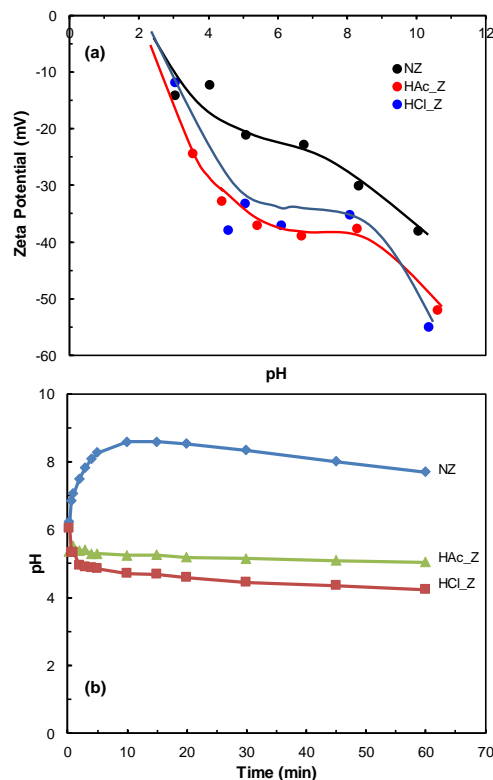 0 2 4 6 8 10 12
0
-10
-20
-30
-40
-50
-60
(a)
NZ
HAc_Z
HCl_Z
Zeta Potential (mV)
pH
10
8
6
4
2
0
pH
NZ
HAc_Z
HCl_Z
(b)
0 10 20 30 40 50 60 70
Time (min)